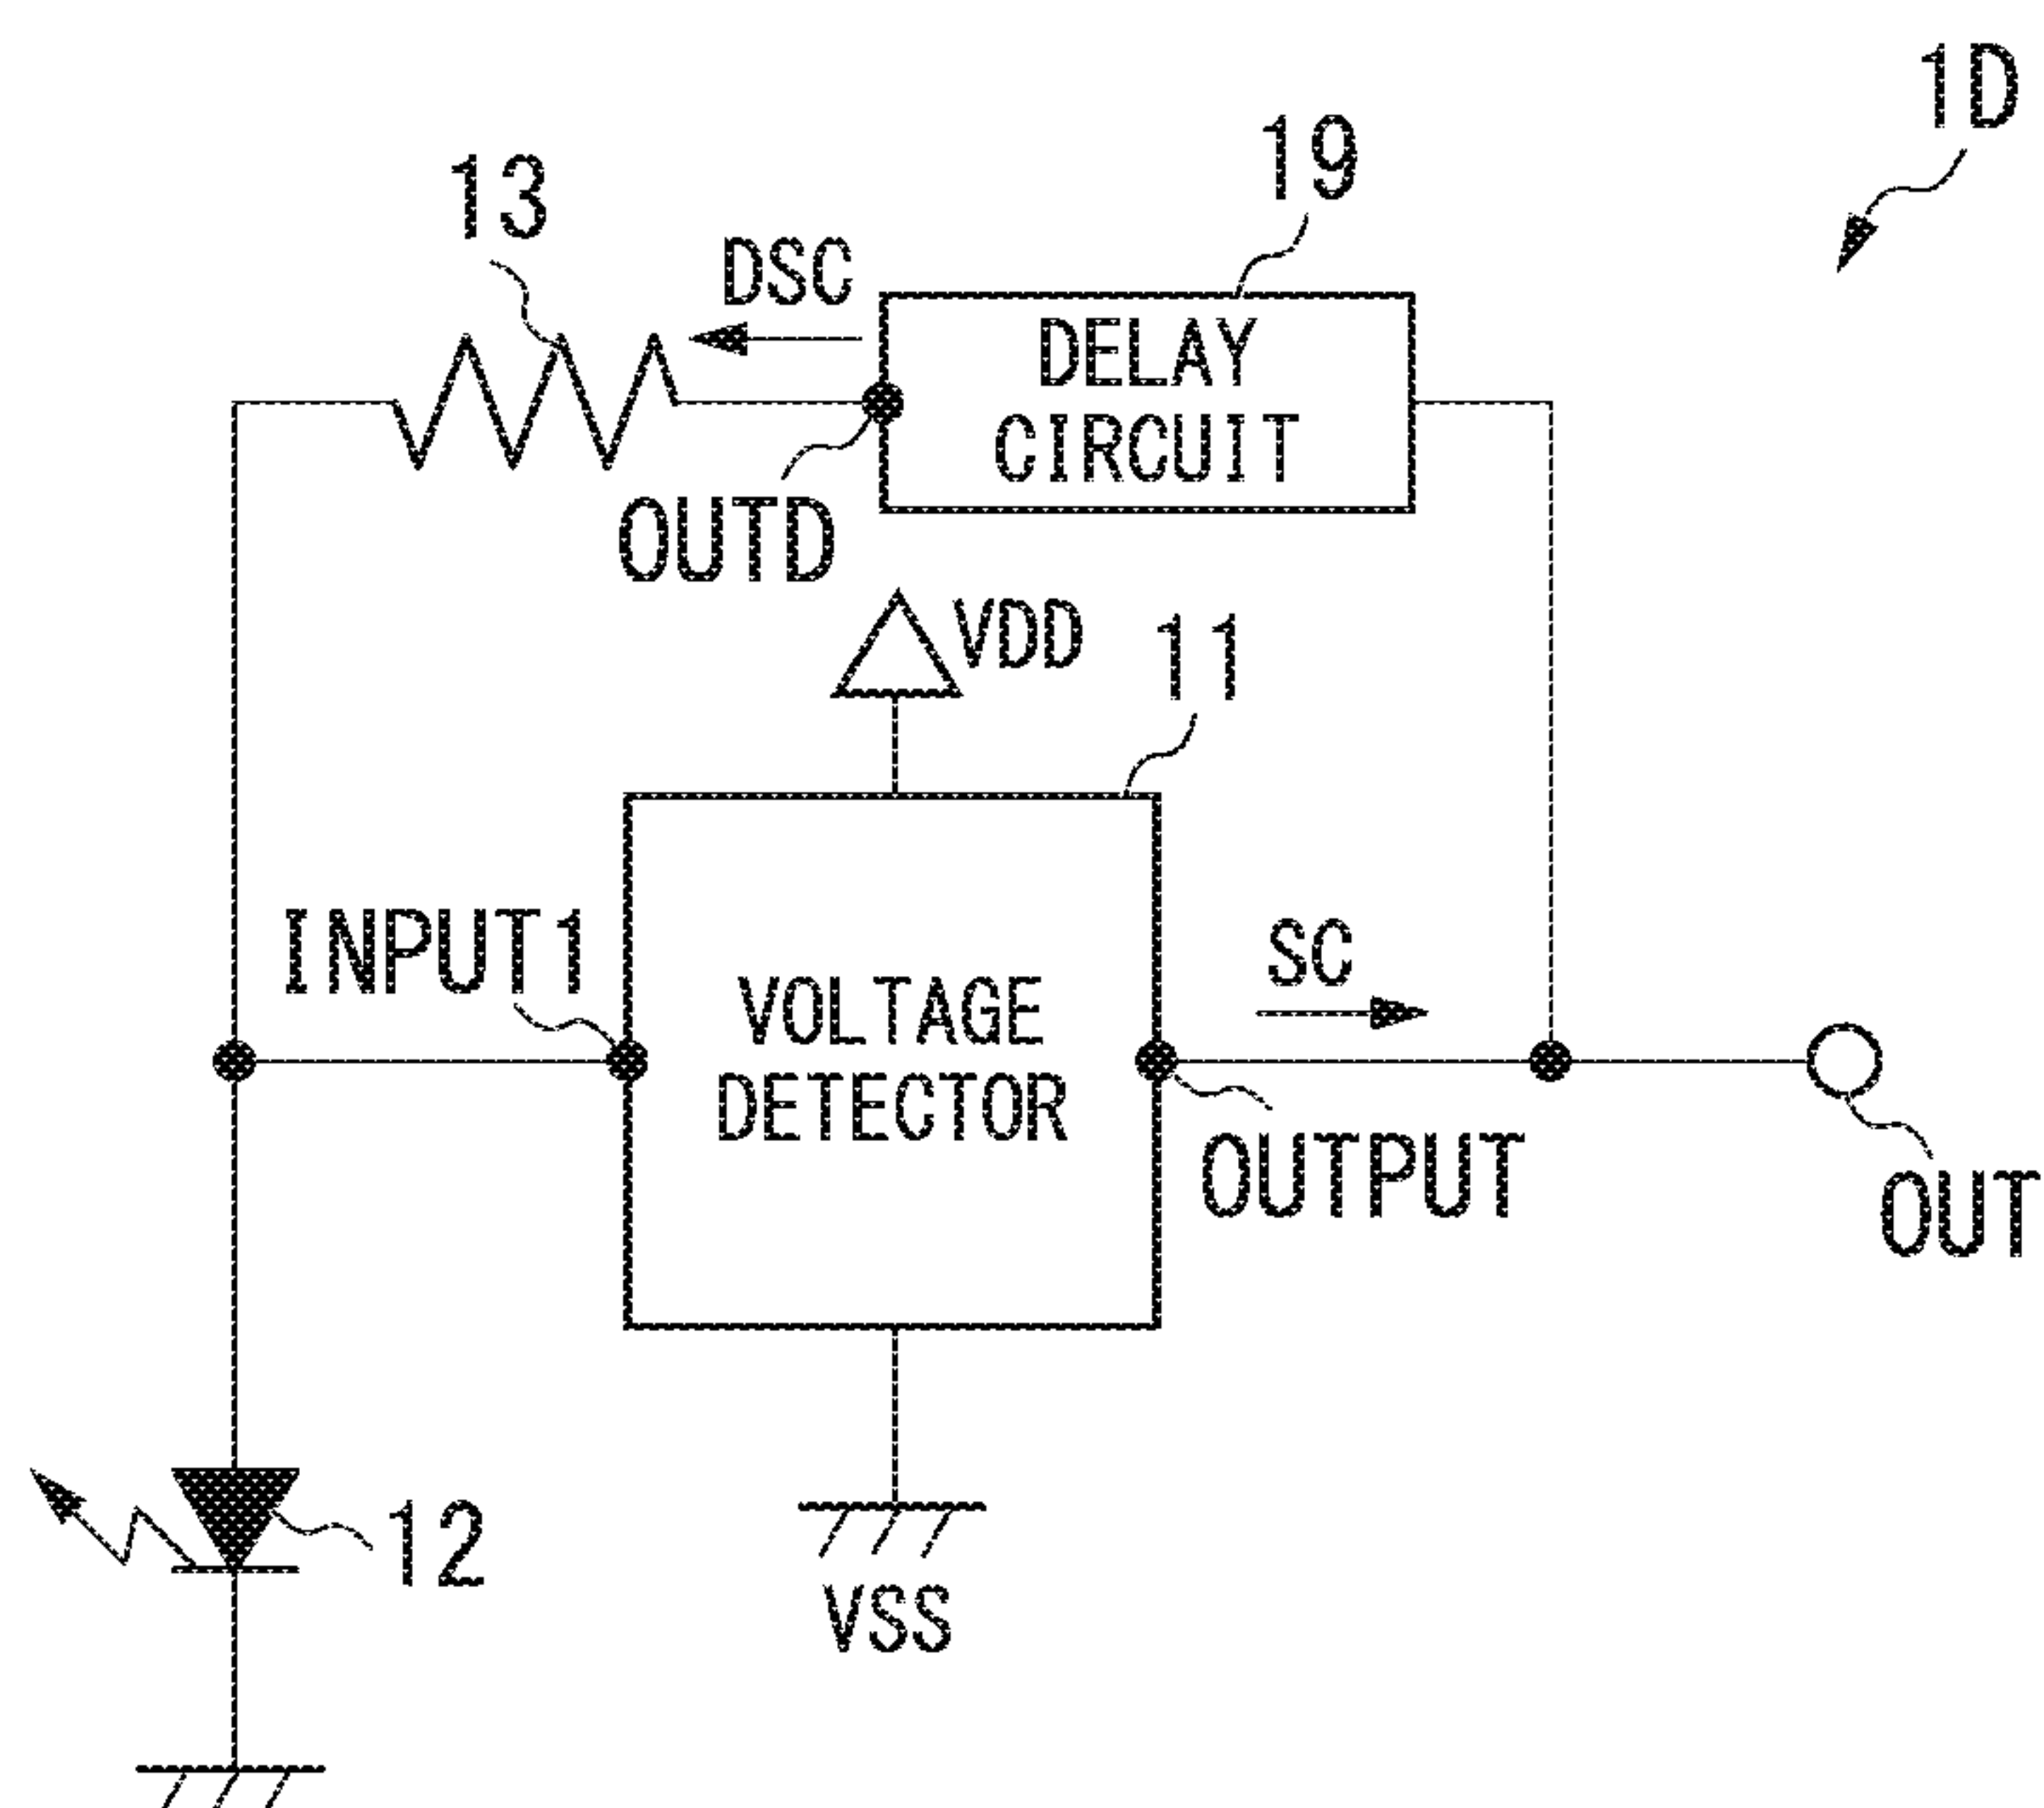 1D
19
13
DSC
DELAY
CIRCUIT
OUTD
VDD
11
INPUT1
SC
VOLTAGE
DETECTOR
OUTPUT
OUT
12
VSS